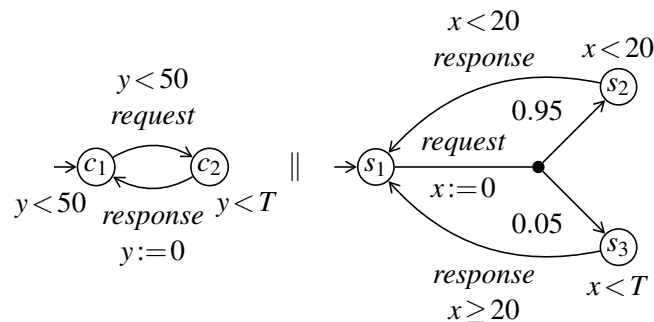 y<50
request
c₁
c₂
y<50
response
y<T
y:=0
||
x<20
response
x<20
s₂
0.95
request
s₁
x:=0
0.05
s₃
response
x<T
x≥20